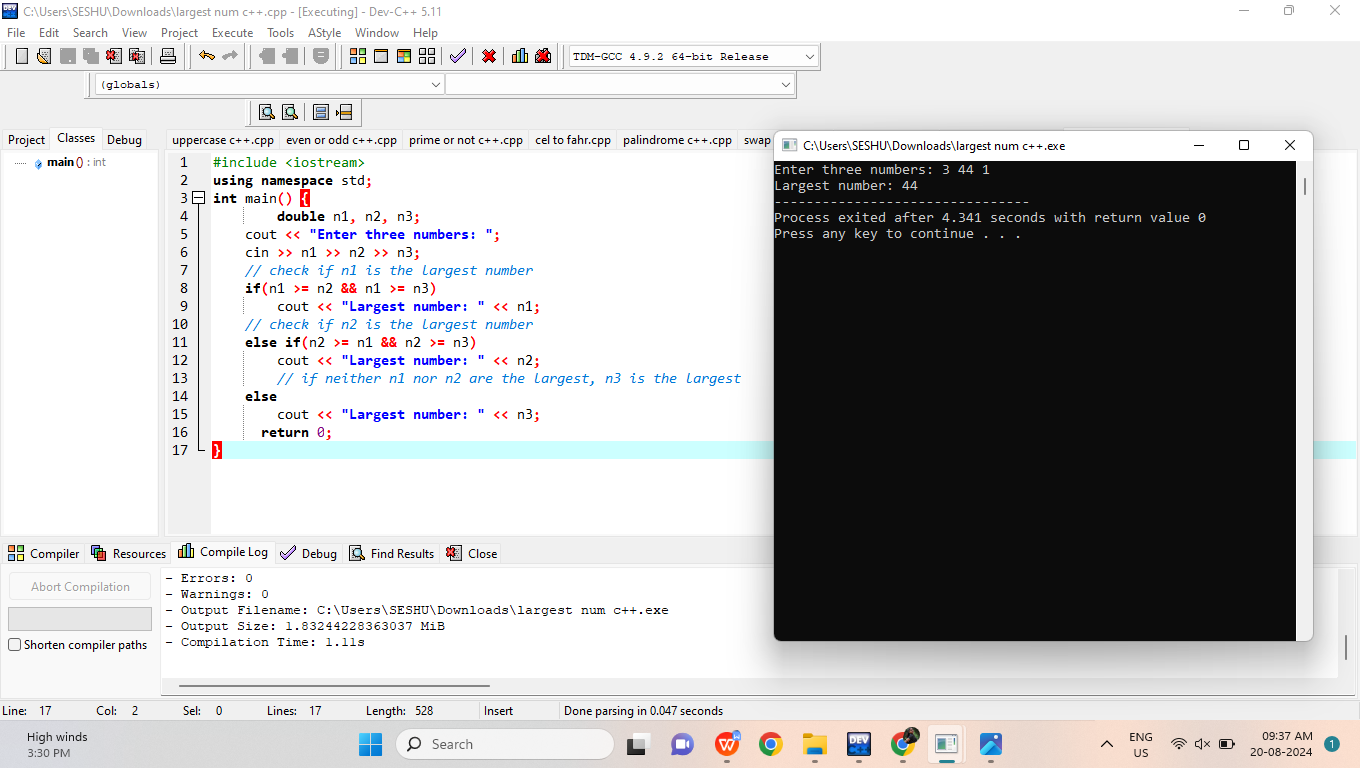 C:\Users\SESHU\Downloads\largest num c++.cpp - [Executing] - Dev-C++ 5.11
File Edit Search View Project Execute Tools AStyle Window Help
TDM-GCC 4.9.2 64-bit Release
(globals)
Project Classes Debug
uppercase c++.cpp even or odd c++.cpp prime or not c++.cpp cel to fahr.cpp palindrome c++.cpp swap
main () : int
1 #include <iostream>
2 using namespace std;
3 int main() {
4 double n1, n2, n3;
5 cout << "Enter three numbers: ";
6 cin >> n1 >> n2 >> n3;
7 // check if n1 is the largest number
8 if(n1 >= n2 && n1 >= n3)
9 cout << "Largest number: " << n1;
10 // check if n2 is the largest number
11 else if(n2 >= n1 && n2 >= n3)
12 cout << "Largest number: " << n2;
13 // if neither n1 nor n2 are the largest, n3 is the largest
14 else
15 cout << "Largest number: " << n3;
16 return 0;
17 }
C:\Users\SESHU\Downloads\largest num c++.exe
Enter three numbers: 3 44 1
Largest number: 44
--------------------------------
Process exited after 4.341 seconds with return value 0
Press any key to continue . . .
Compiler Resources Compile Log Debug Find Results Close
Abort Compilation
Shorten compiler paths
- Errors: 0
- Warnings: 0
- Output Filename: C:\Users\SESHU\Downloads\largest num c++.exe
- Output Size: 1.83244228363037 MiB
- Compilation Time: 1.11s
Line: 17 Col: 2 Sel: 0 Lines: 17 Length: 528 Insert Done parsing in 0.047 seconds
High winds
3:30 PM
Search
DEV
ENG
US
09:37 AM
20-08-2024
1